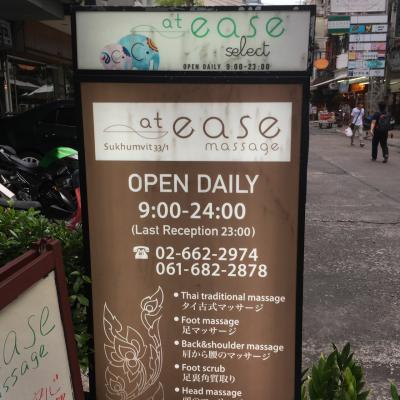 at ease
select
OPEN DAILY 9:00-23:00
at ease
Sukhumvit 33/1 massage
OPEN DAILY
9:00-24:00
(Last Reception 23:00)
☎ 02-662-2974
061-682-2878
• Thai traditional massage
タイ古式マッサージ
• Foot massage
足マッサージ
• Back&shoulder massage
肩から腰のマッサージ
• Foot scrub
足裏角質取り
• Head massage
ease
massage